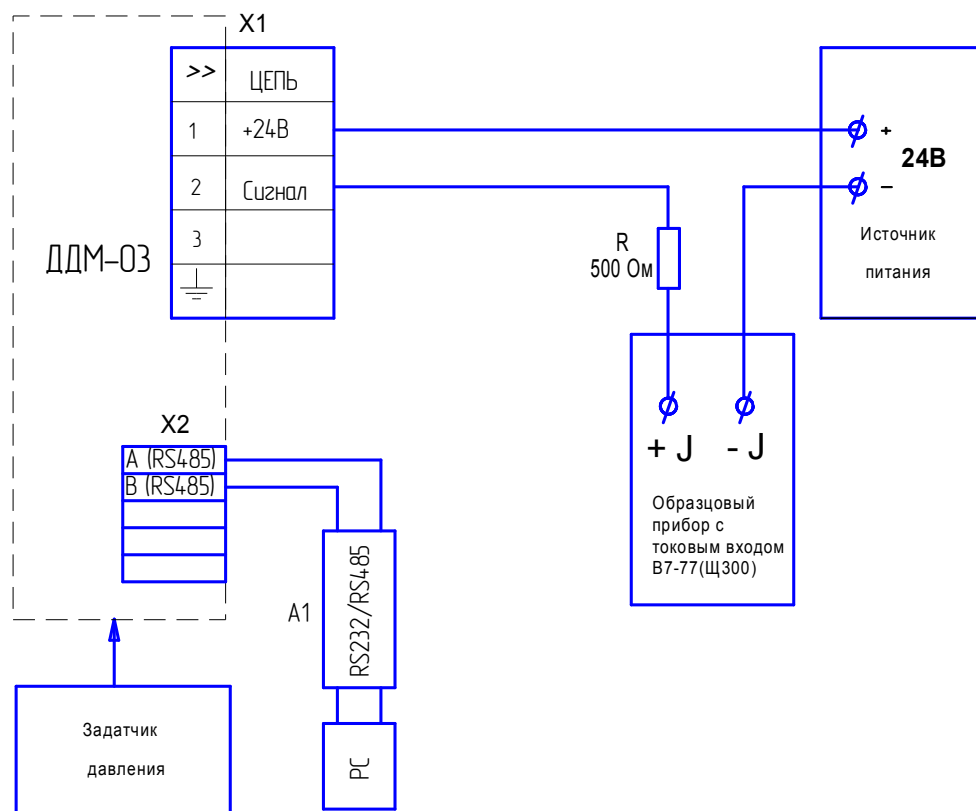 X1
>> ЦЕПЬ
1 +24В
2 Сигнал
3
ДДМ-03
X2
А (RS485)
В (RS485)
А1
RS232/RS485
PC
Задатчик
давления
R
500 Ом
+ J - J
Образцовый
прибор с
токовым входом
В7-77(Щ300)
+
24В
–
Источник
питания